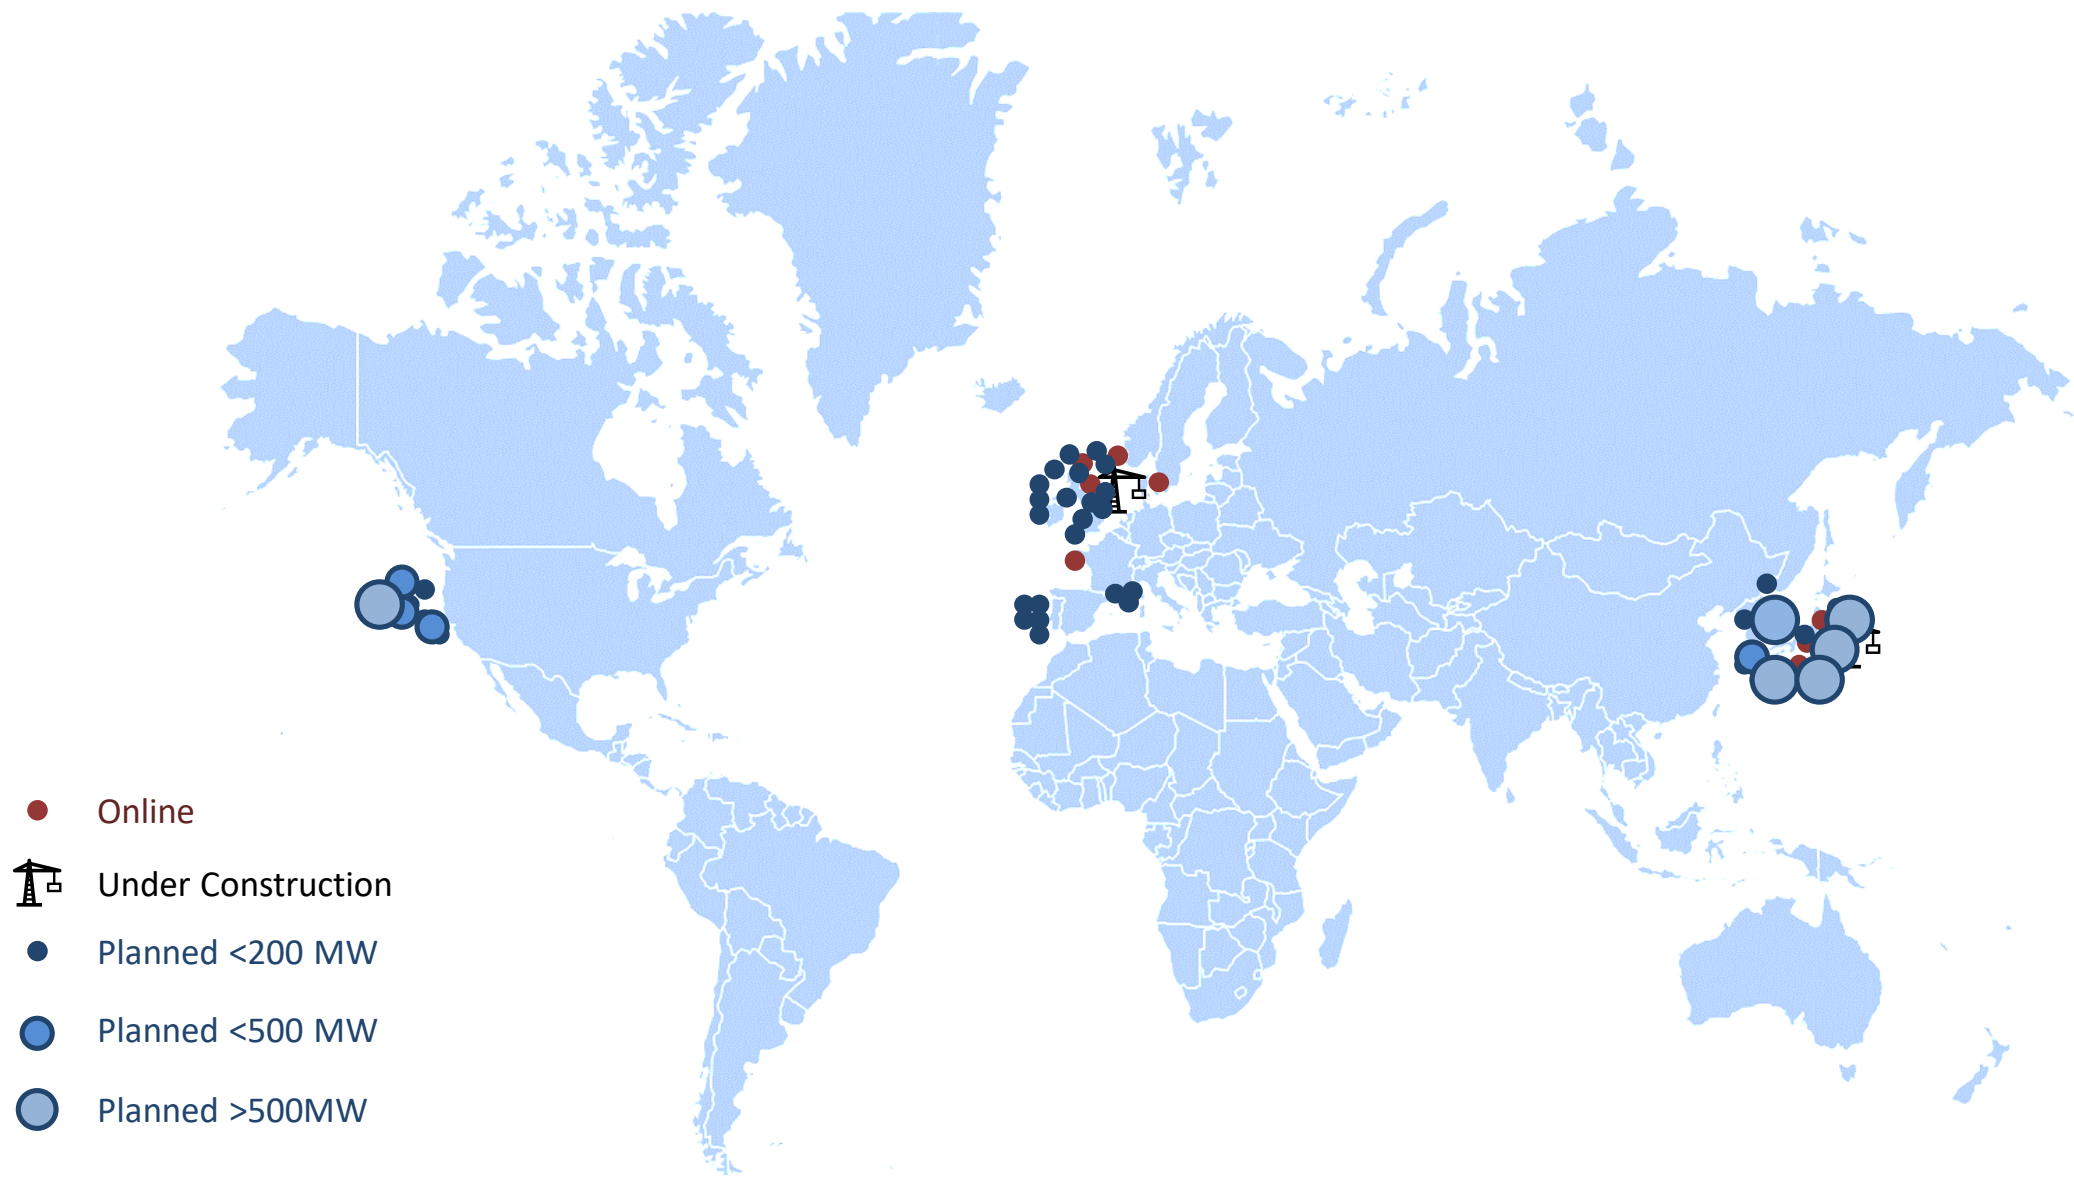 Online
Under Construction
Planned <200 MW
Planned <500 MW
Planned >500MW